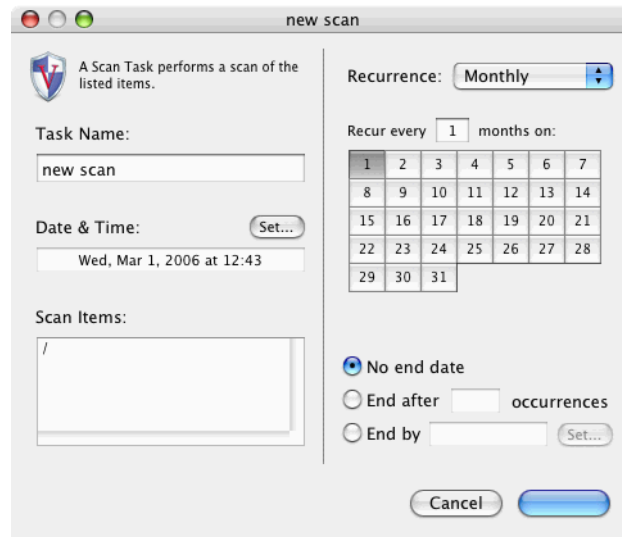 new scan
A Scan Task performs a scan of the
listed items.
Task Name:
new scan
Date & Time:
Set...
Wed, Mar 1, 2006 at 12:43
Scan Items:
/
Recurrence:
Monthly
Recur every 1 months on:
1 2 3 4 5 6 7
8 9 10 11 12 13 14
15 16 17 18 19 20 21
22 23 24 25 26 27 28
29 30 31
No end date
End after occurrences
End by Set...
Cancel